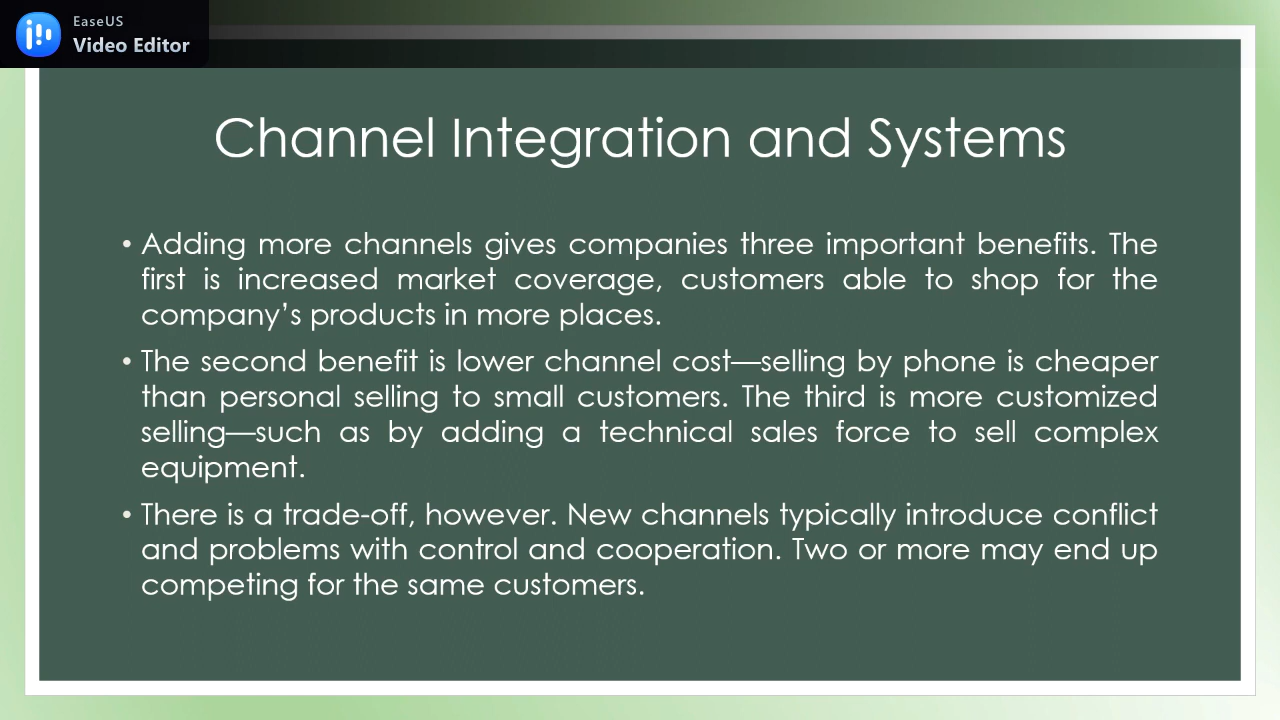 EaseUS
Video Editor
Channel Integration and Systems
• Adding more channels gives companies three important benefits. The
first is increased market coverage, customers able to shop for the
company’s products in more places.
• The second benefit is lower channel cost—selling by phone is cheaper
than personal selling to small customers. The third is more customized
selling—such as by adding a technical sales force to sell complex
equipment.
• There is a trade-off, however. New channels typically introduce conflict
and problems with control and cooperation. Two or more may end up
competing for the same customers.